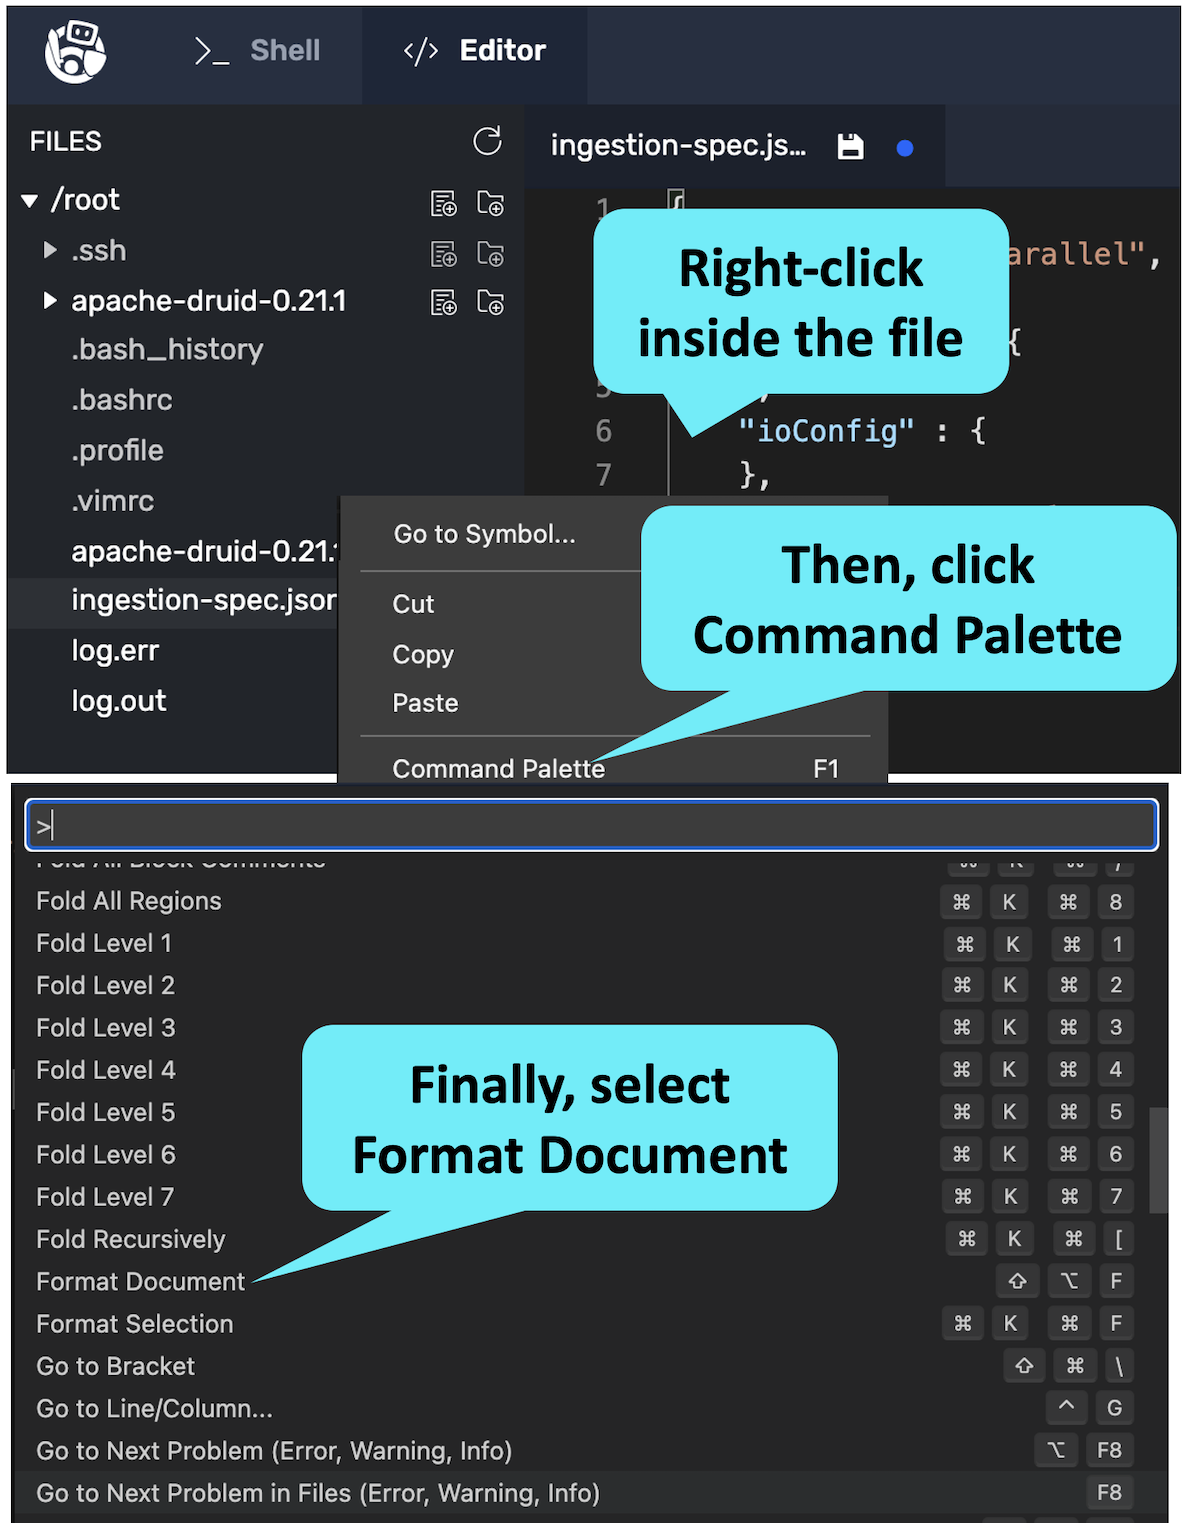 >_ Shell
</> Editor
FILES
ingestion-spec.js...
/root
.ssh
apache-druid-0.21.1
.bash_history
.bashrc
.profile
.vimrc
apache-druid-0.21.
ingestion-spec.jsor
log.err
log.out
1 {
arallel",
{
5
6 "ioConfig" : {
7 },
Right-click
inside the file
Go to Symbol...
Cut
Copy
Paste
Command Palette F1
Then, click
Command Palette
>
Fold All Block Comments ⌘ K ⌘ /
Fold All Regions ⌘ K ⌘ 8
Fold Level 1 ⌘ K ⌘ 1
Fold Level 2 ⌘ K ⌘ 2
Fold Level 3 ⌘ K ⌘ 3
Fold Level 4 ⌘ K ⌘ 4
Fold Level 5 ⌘ K ⌘ 5
Fold Level 6 ⌘ K ⌘ 6
Fold Level 7 ⌘ K ⌘ 7
Fold Recursively ⌘ K ⌘ [
Format Document ⇧ ⌥ F
Format Selection ⌘ K ⌘ F
Go to Bracket ⇧ ⌘ \
Go to Line/Column... ^ G
Go to Next Problem (Error, Warning, Info) ⌥ F8
Go to Next Problem in Files (Error, Warning, Info) F8
Finally, select
Format Document